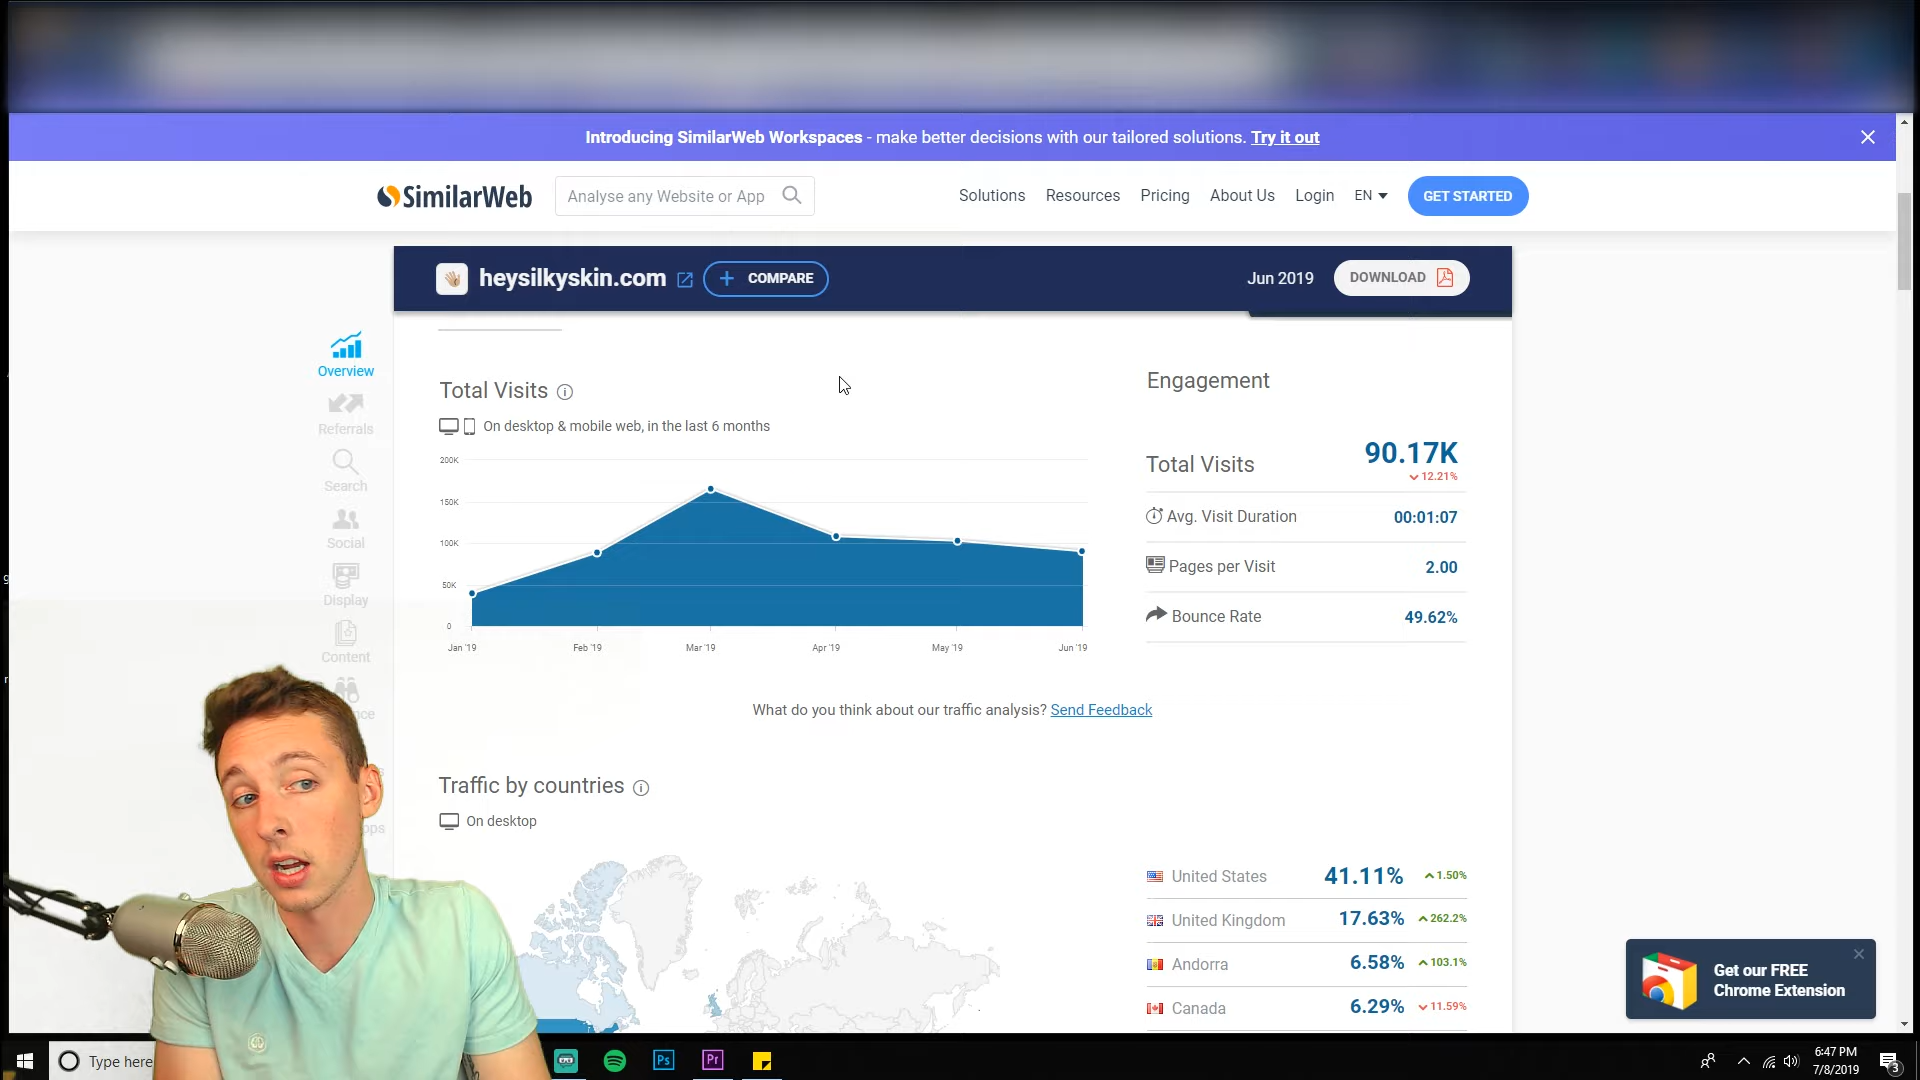 Introducing SimilarWeb Workspaces - make better decisions with our tailored solutions. Try it out
SimilarWeb
Analyse any Website or App
Solutions Resources Pricing About Us Login EN GET STARTED
heysilkyskin.com + COMPARE Jun 2019 DOWNLOAD
Overview
Referrals
Search
Social
Display
Content
Total Visits
On desktop & mobile web, in the last 6 months
200K
150K
100K
50K
0
Jan '19 Feb '19 Mar '19 Apr '19 May '19 Jun '19
Engagement
Total Visits 90.17K
12.21%
Avg. Visit Duration 00:01:07
Pages per Visit 2.00
Bounce Rate 49.62%
What do you think about our traffic analysis? Send Feedback
Traffic by countries
On desktop
United States 41.11% 1.50%
United Kingdom 17.63% 262.2%
Andorra 6.58% 103.1%
Canada 6.29% 11.59%
Get our FREE
Chrome Extension
Type here
Ps
Pr
6:47 PM
7/8/2019
3